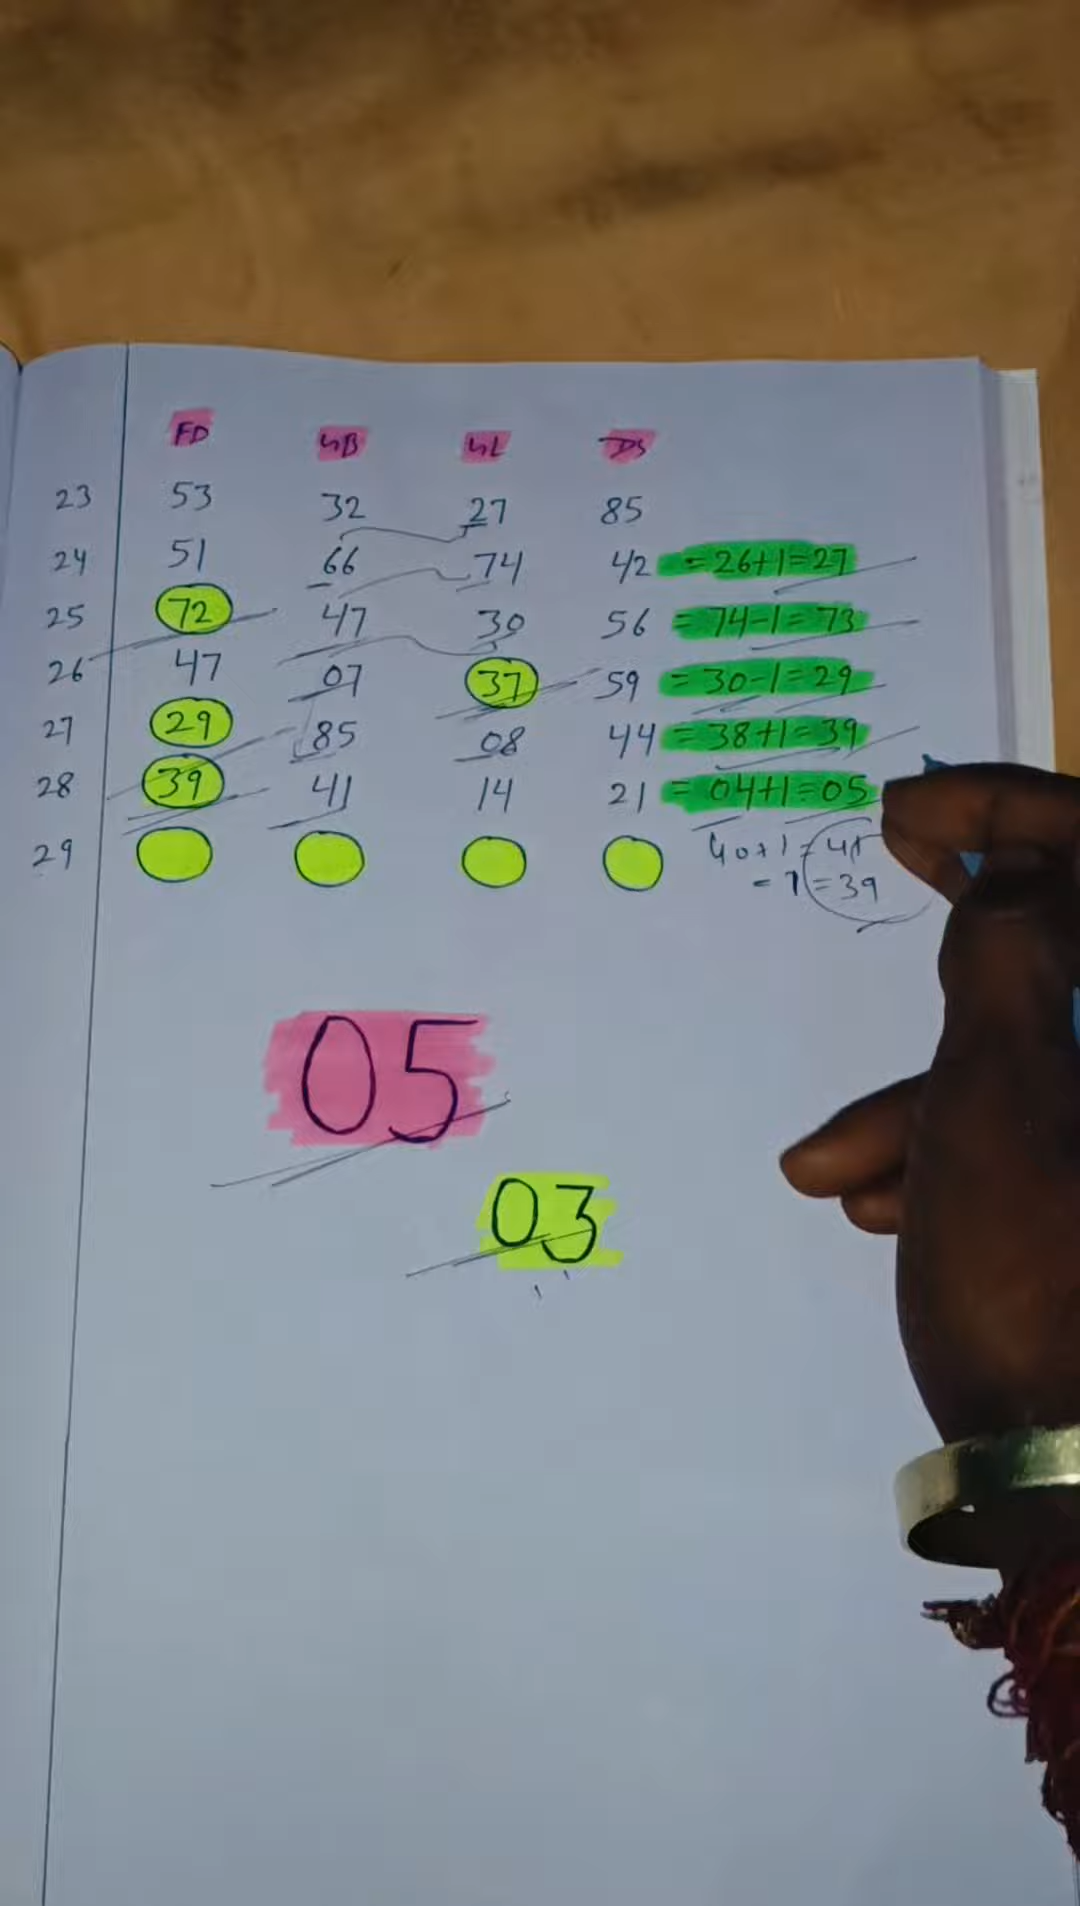 FD GB GL DS
23 53 32 27 85
24 51 66 74 42 = 26+1=27
25 72 47 30 56 = 74-1=73
26 47 07 37 59 = 30-1=29
27 29 85 08 44 = 38+1=39
28 39 41 14 21 = 04+1=05
29 40+1=41
=1=39
05
03